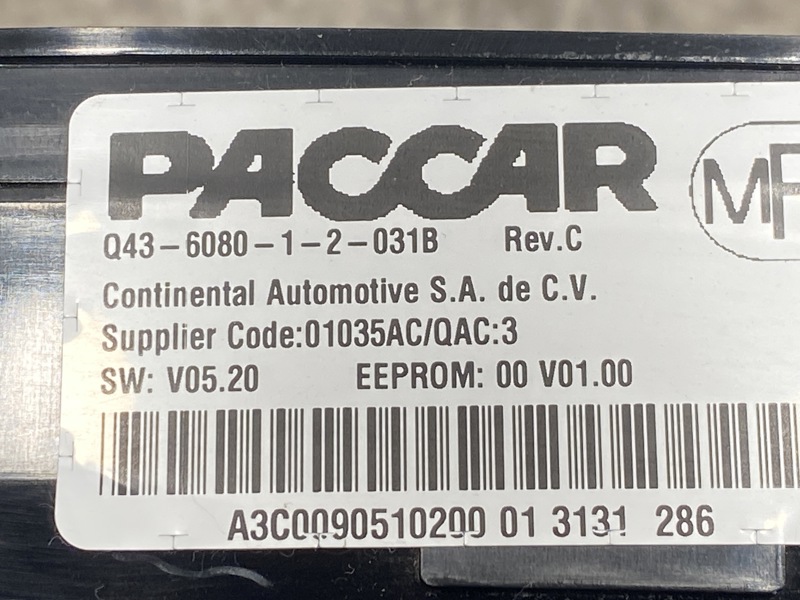 PACCAR
Q43-6080-1-2-031B Rev.C
Continental Automotive S.A. de C.V.
Supplier Code:01035AC/QAC:3
SW: V05.20 EEPROM: 00 V01.00
A3C0090510200 01 3131 286